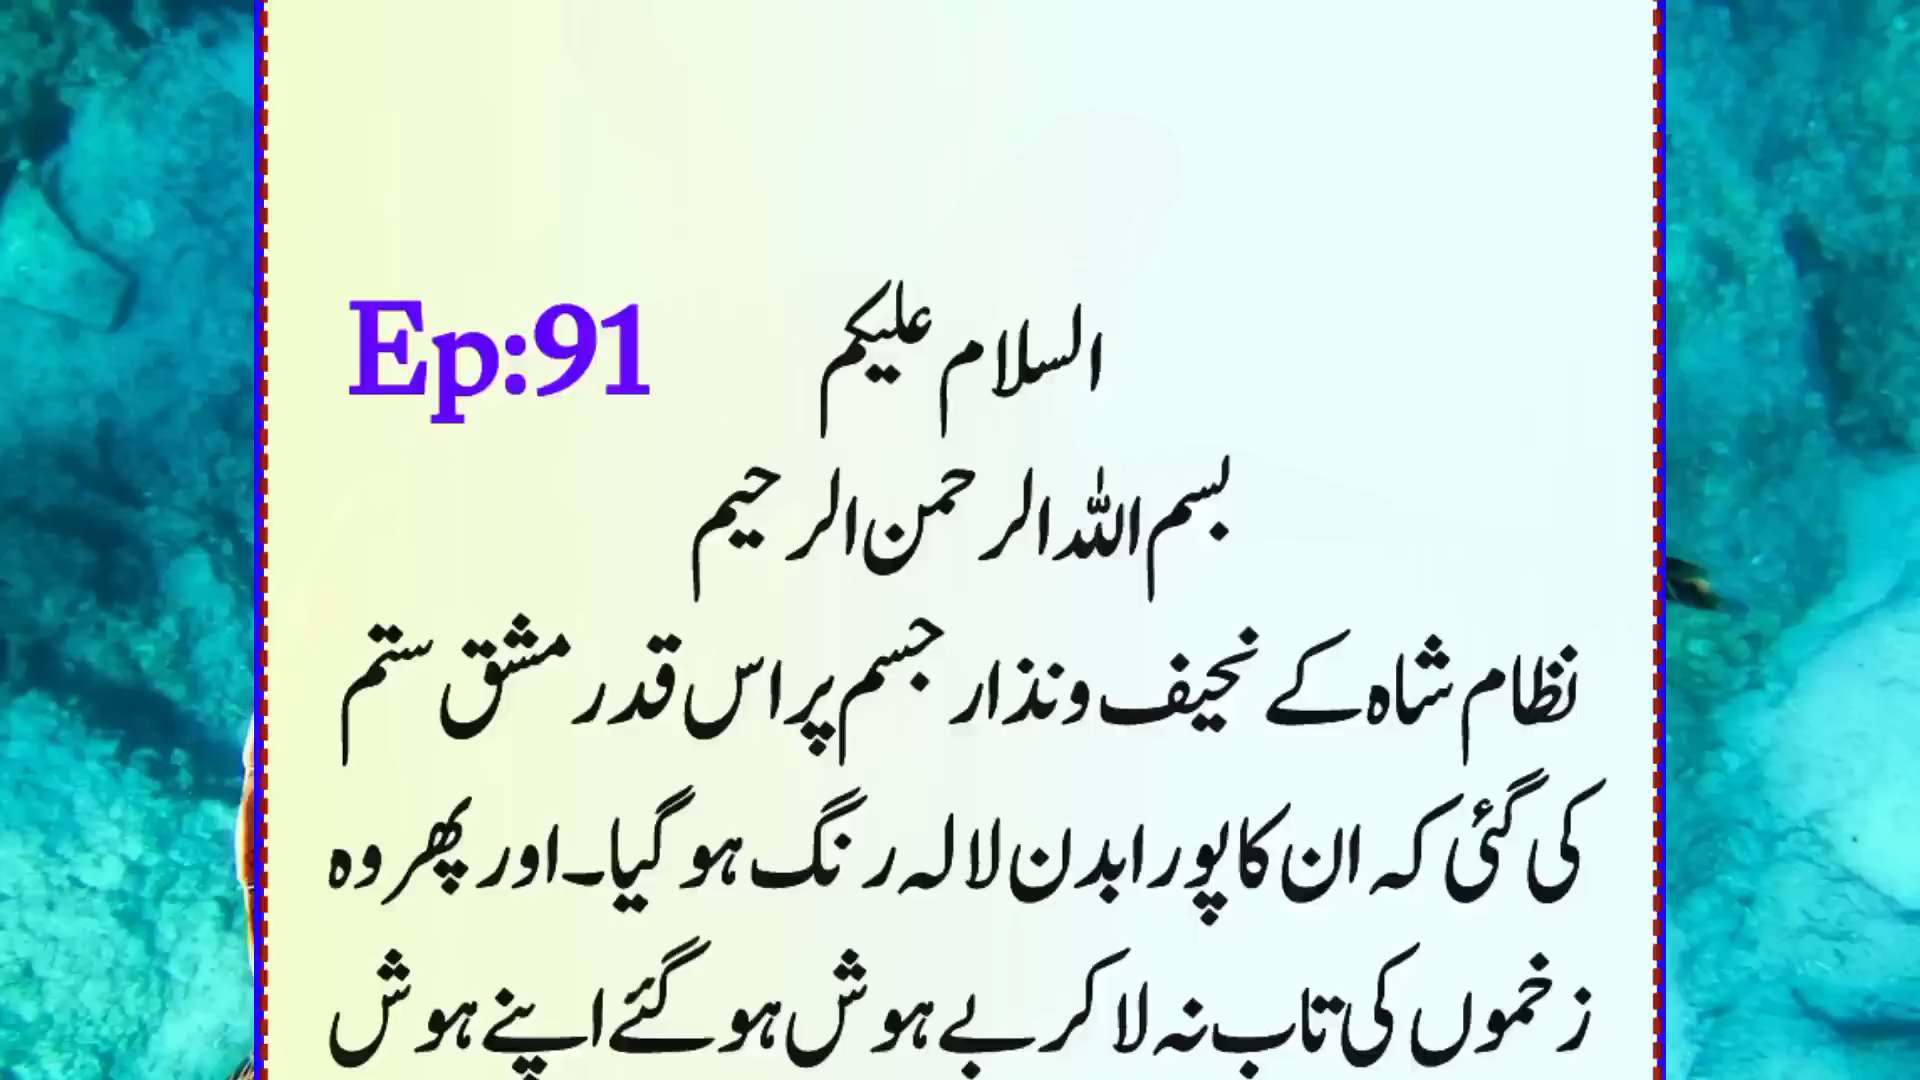 Ep:91
السلام علیکم
بسم اللہ الرحمن الرحیم
نظام شاہ کے نحیف ونذار جسم پر اس قدر مشق ستم
کی گئی کہ ان کا پورا بدن لالہ رنگ ہو گیا۔ اور پھر وہ
زخموں کی تاب نہ لا کر بے ہوش ہو گئے اپنے ہوش